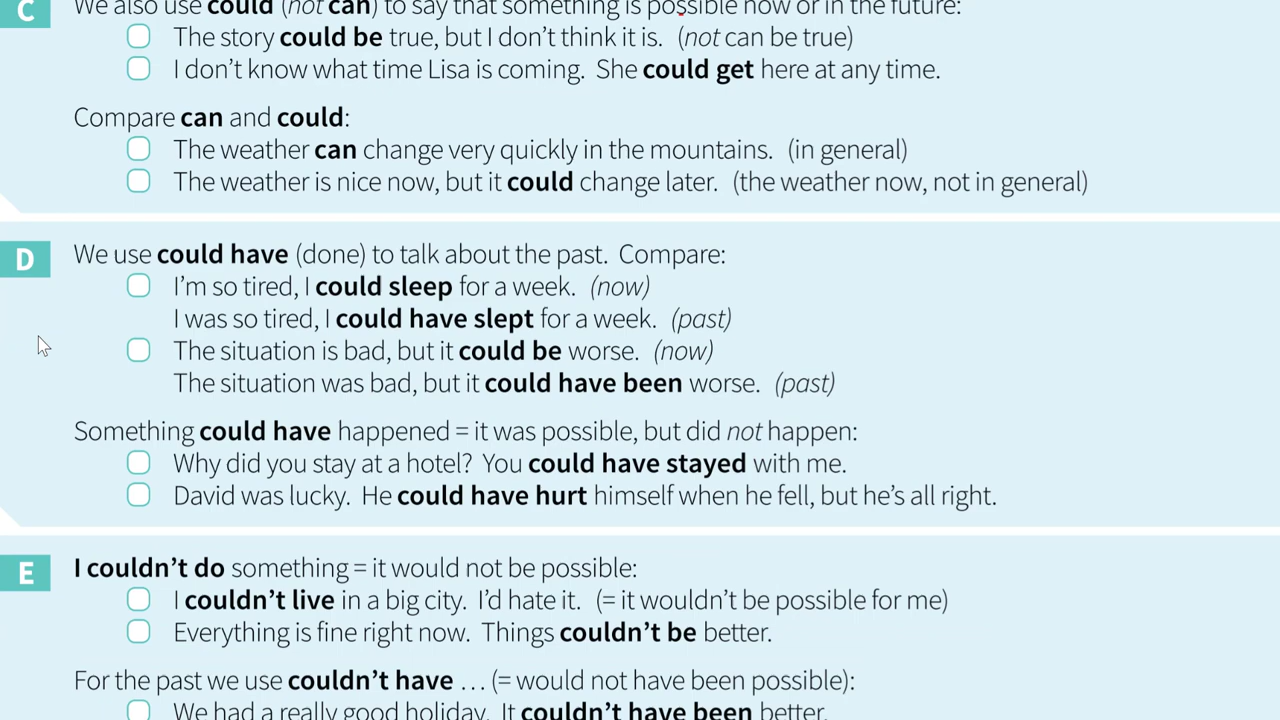 C
We also use could (not can) to say that something is possible now or in the future:
The story could be true, but I don't think it is. (not can be true)
I don't know what time Lisa is coming. She could get here at any time.
Compare can and could:
The weather can change very quickly in the mountains. (in general)
The weather is nice now, but it could change later. (the weather now, not in general)
D
We use could have (done) to talk about the past. Compare:
I'm so tired, I could sleep for a week. (now)
I was so tired, I could have slept for a week. (past)
The situation is bad, but it could be worse. (now)
The situation was bad, but it could have been worse. (past)
Something could have happened = it was possible, but did not happen:
Why did you stay at a hotel? You could have stayed with me.
David was lucky. He could have hurt himself when he fell, but he's all right.
E
I couldn't do something = it would not be possible:
I couldn't live in a big city. I'd hate it. (= it wouldn't be possible for me)
Everything is fine right now. Things couldn't be better.
For the past we use couldn't have … (= would not have been possible):
We had a really good holiday. It couldn't have been better.